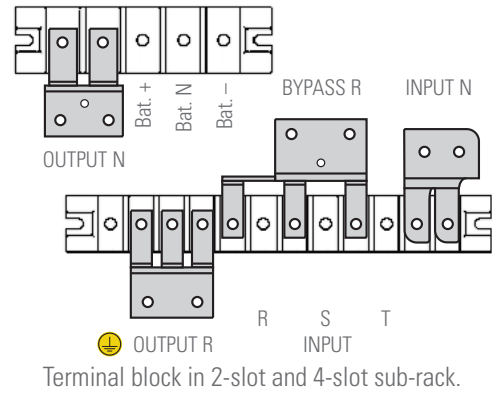 Bat. +
Bat. N
Bat. –
BYPASS R
INPUT N
OUTPUT N
R
S
T
OUTPUT R
INPUT
Terminal block in 2-slot and 4-slot sub-rack.